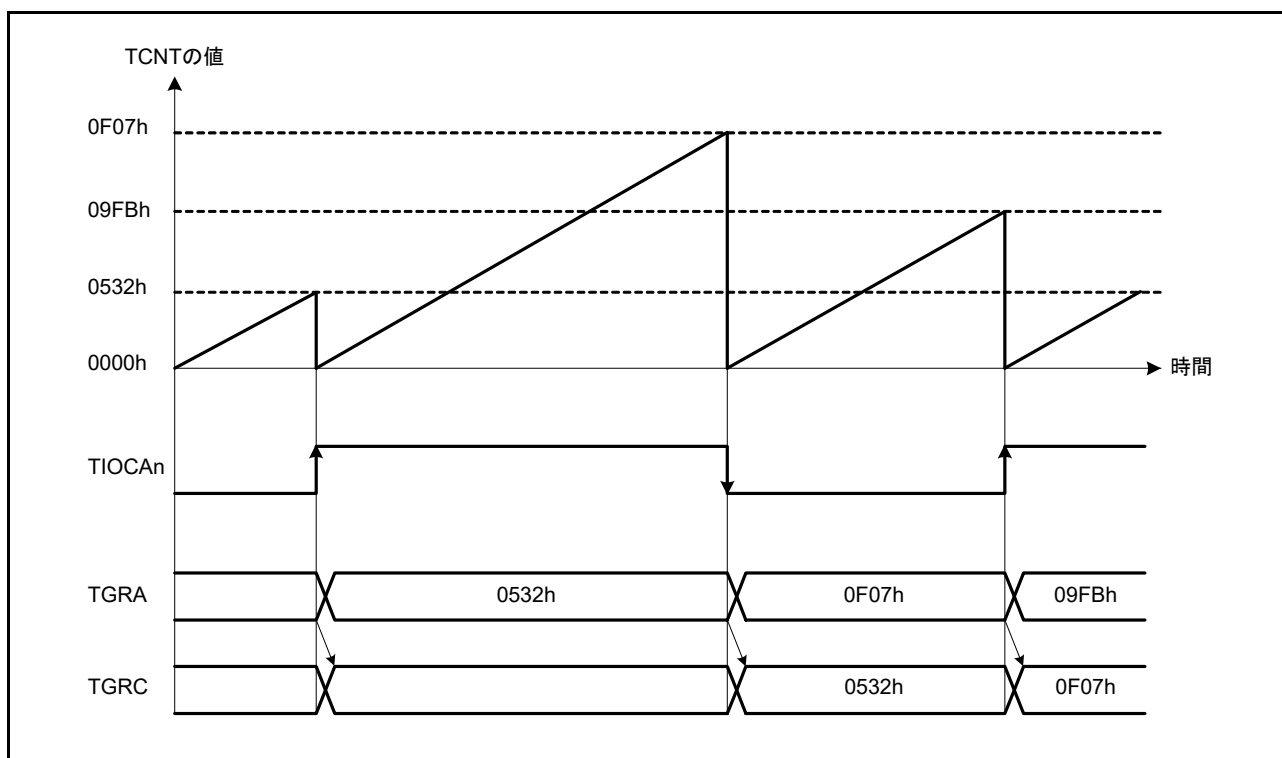 TCNTの値
0F07h
09FBh
0532h
0000h
時間
TIOCAn
TGRA
0532h
0F07h
09FBh
TGRC
0532h
0F07h